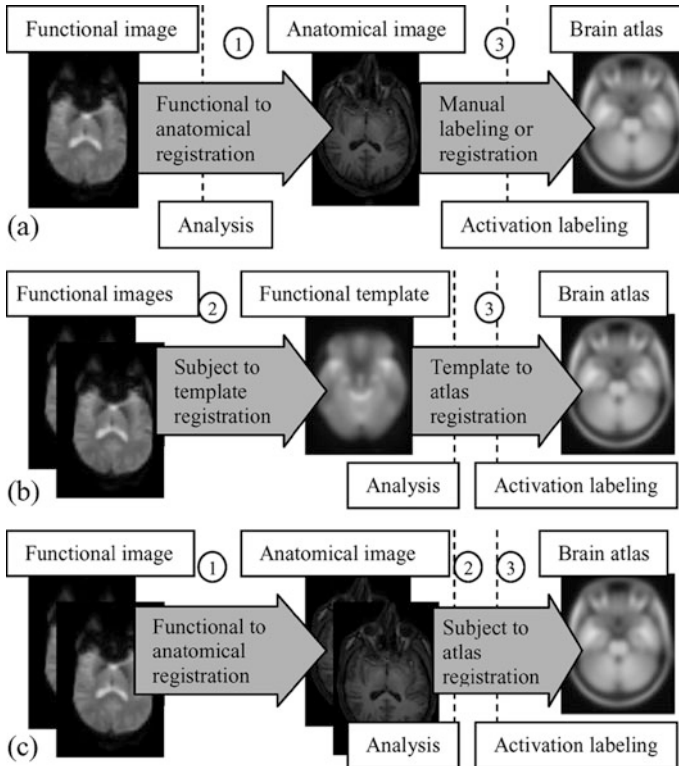 Functional image
1
Anatomical image
3
Brain atlas
Functional to
anatomical
registration
Manual
labeling or
registration
(a)
Analysis
Activation labeling
Functional images
2
Functional template
3
Brain atlas
Subject to
template
registration
Template to
atlas
registration
(b)
Analysis
Activation labeling
Functional image
1
Anatomical image
2
3
Brain atlas
Functional to
anatomical
registration
Subject to
atlas
registration
(c)
Analysis
Activation labeling